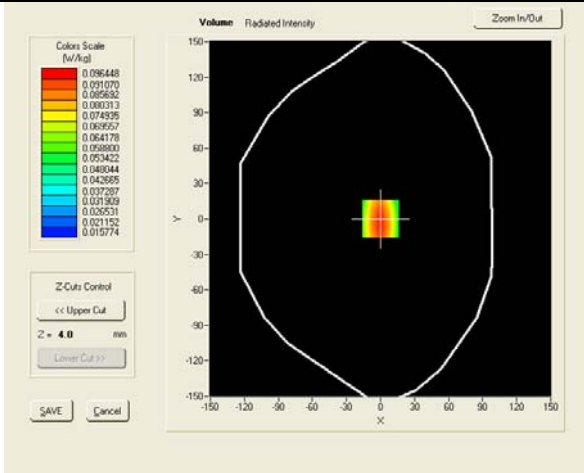 Volume Radiated Intensity
Zoom In/Out
Colors Scale
(W/kg)
0.096448
0.091070
0.085692
0.080313
0.074935
0.069557
0.064178
0.058800
0.053422
0.048044
0.042665
0.037287
0.031909
0.026531
0.021152
0.015774
Z-Cuts Control
<< Upper Cut
Z = 4.0 mm
Lower Cut >>
SAVE Cancel
150
120
90
60
30
0
-30
-60
-90
-120
-150
Y
-150 -120 -90 -60 -30 0 30 60 90 120 150
X